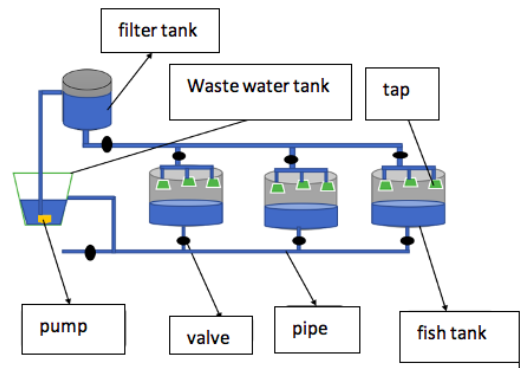 filter tank
Waste water tank
tap
pump
valve
pipe
fish tank